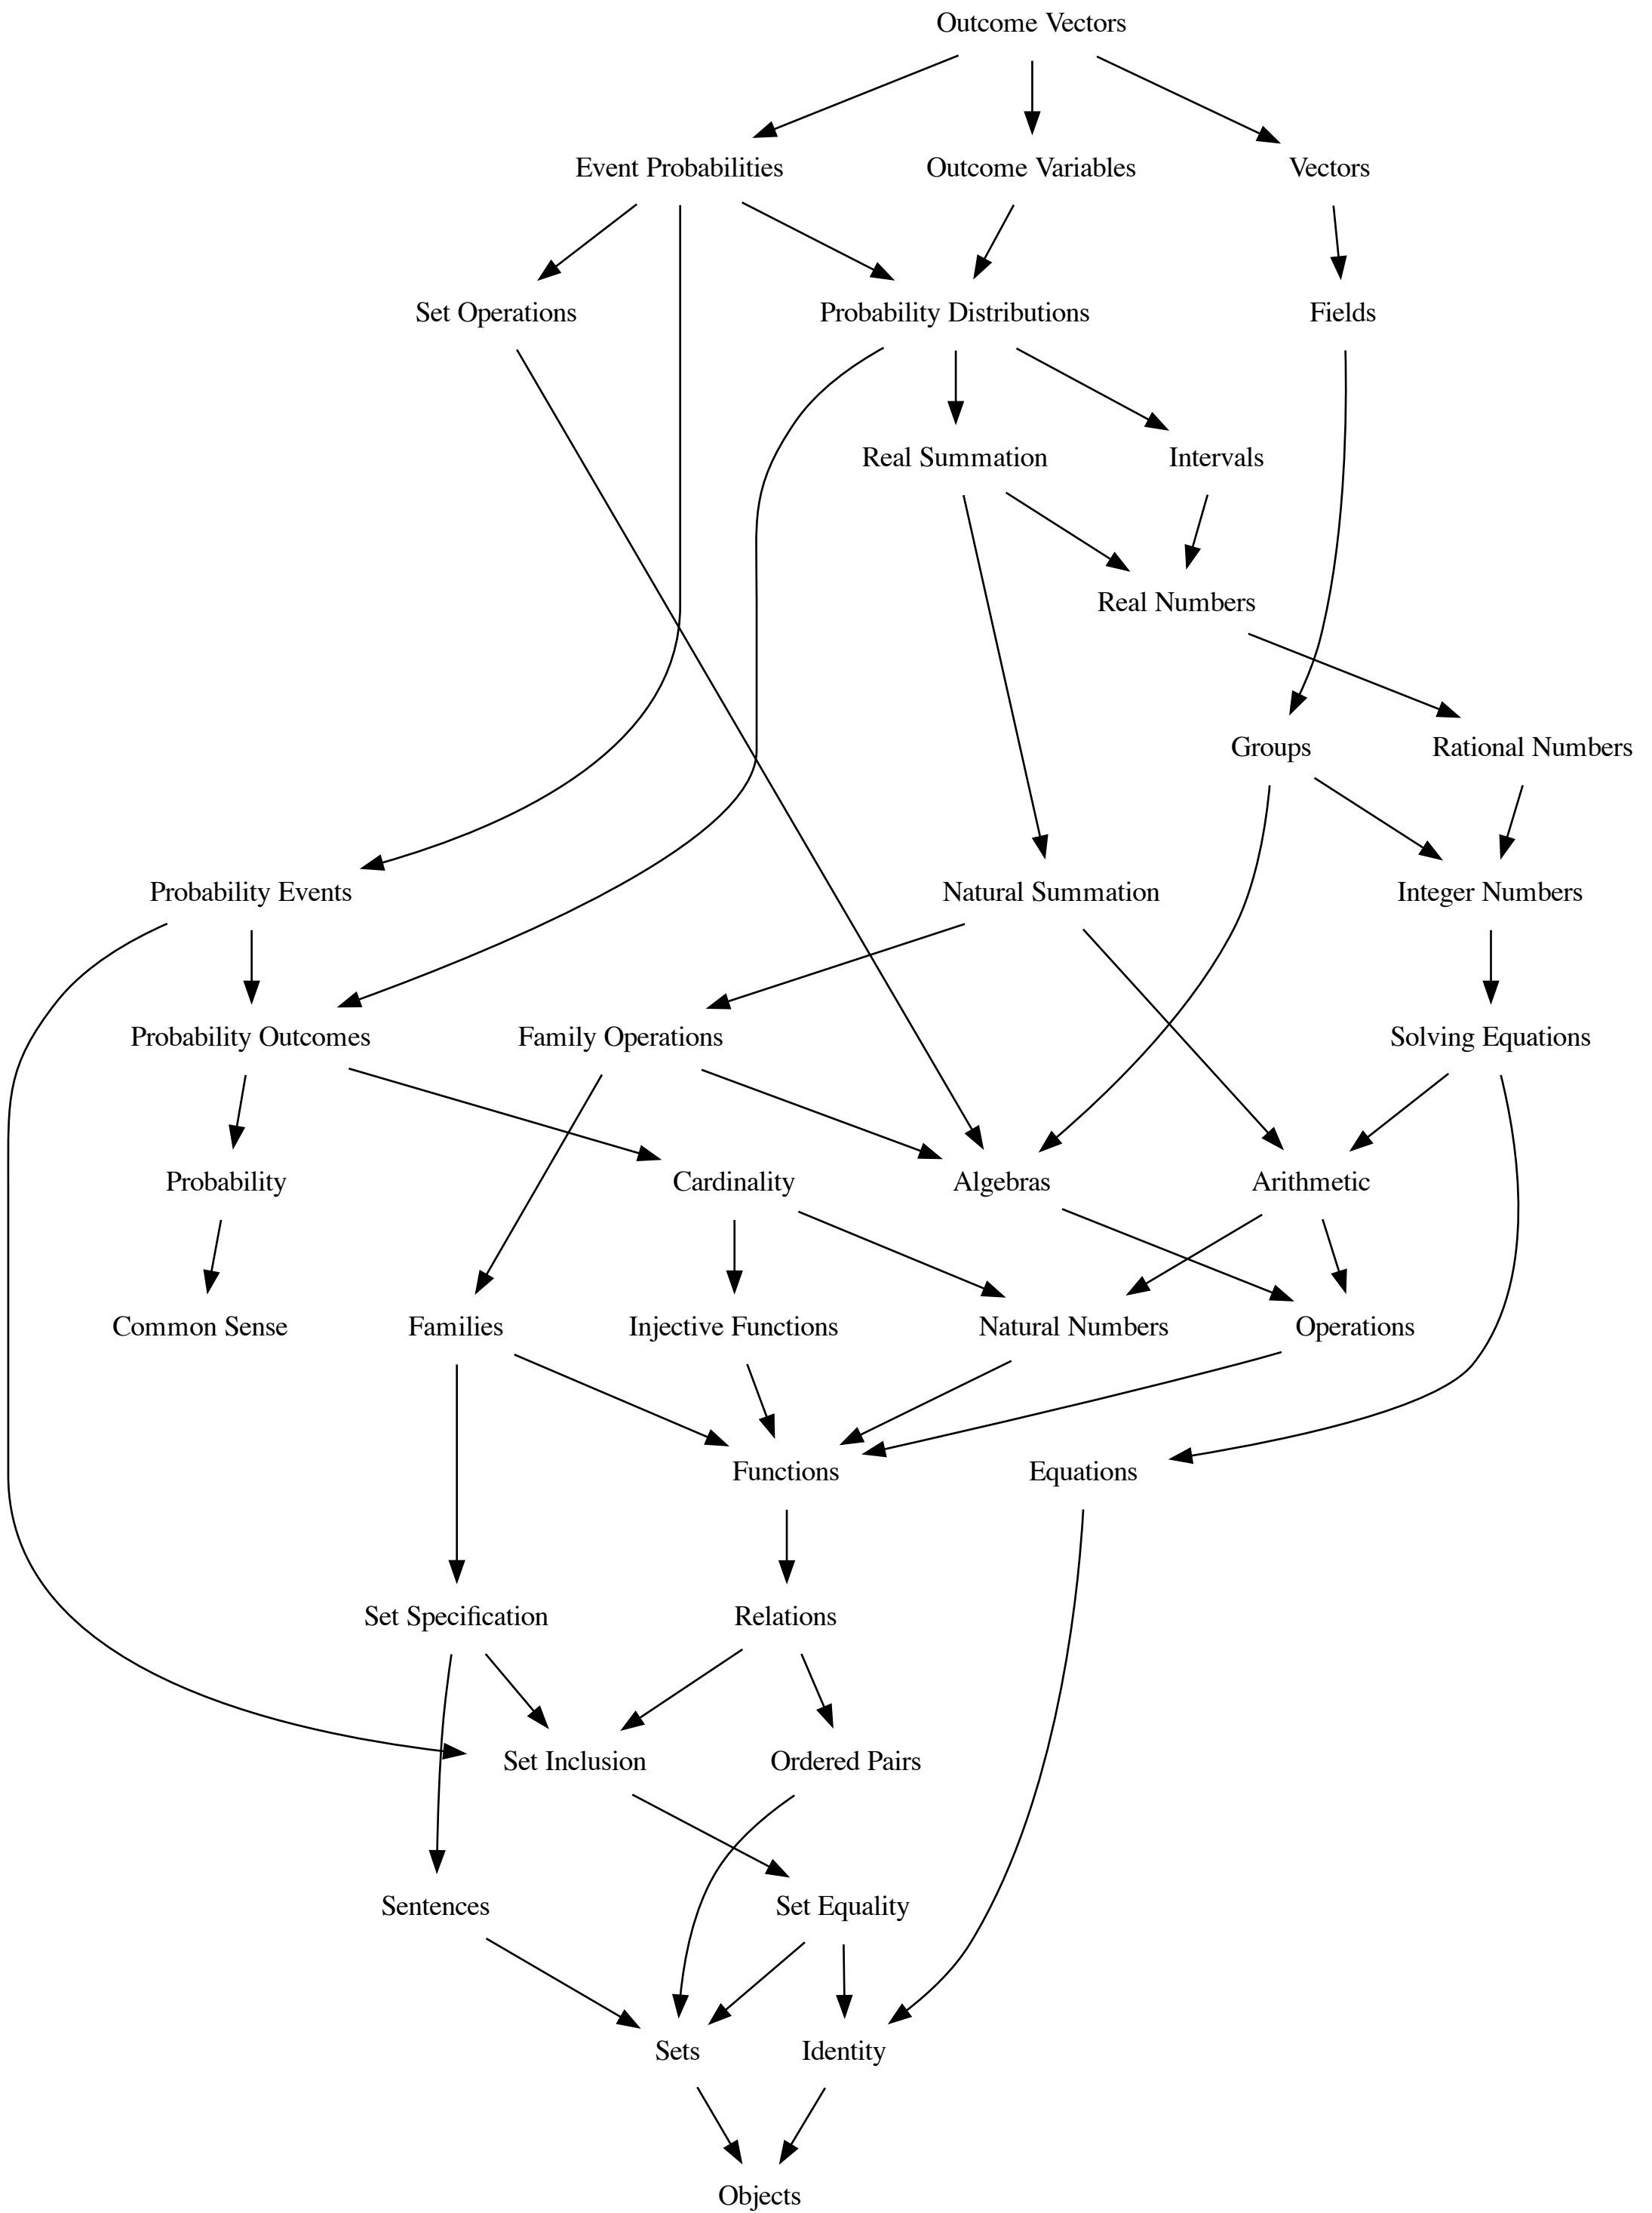 Outcome Vectors
Event Probabilities
Outcome Variables
Vectors
Set Operations
Probability Distributions
Fields
Real Summation
Intervals
Real Numbers
Groups
Rational Numbers
Probability Events
Natural Summation
Integer Numbers
Probability Outcomes
Family Operations
Solving Equations
Probability
Cardinality
Algebras
Arithmetic
Common Sense
Families
Injective Functions
Natural Numbers
Operations
Functions
Equations
Set Specification
Relations
Set Inclusion
Ordered Pairs
Sentences
Set Equality
Sets
Identity
Objects